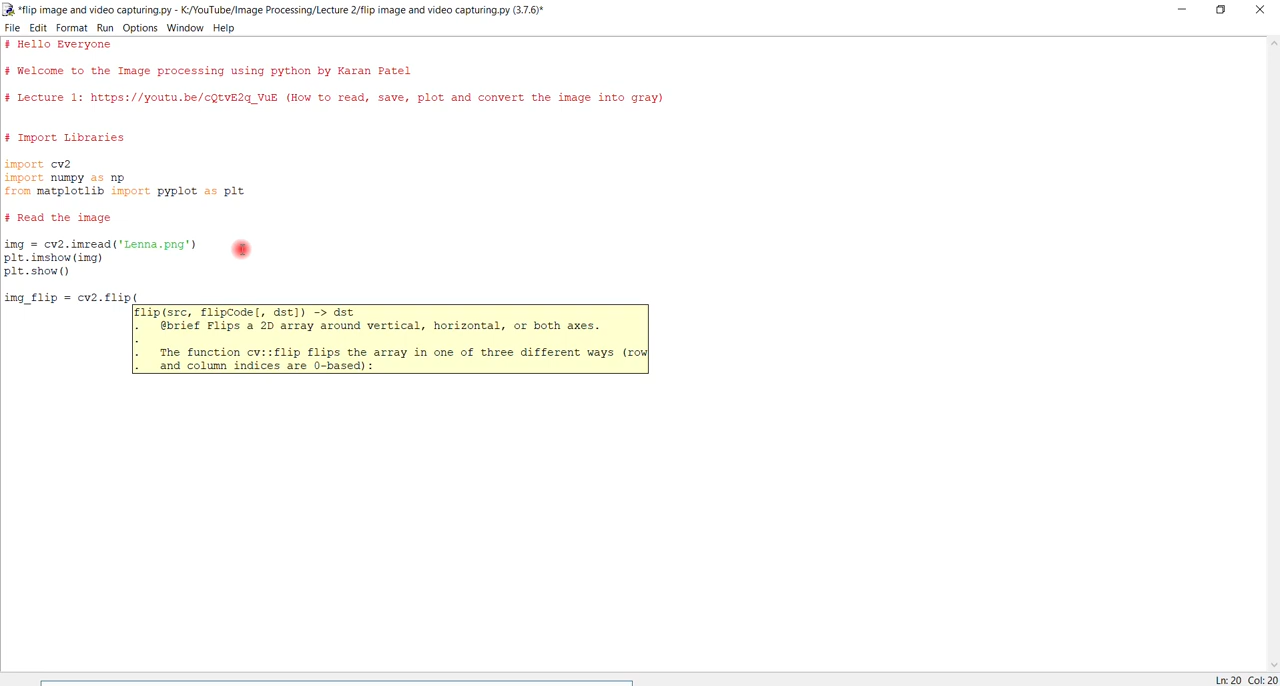 *flip image and video capturing.py - K:/YouTube/Image Processing/Lecture 2/flip image and video capturing.py (3.7.6)*
File Edit Format Run Options Window Help
# Hello Everyone
# Welcome to the Image processing using python by Karan Patel
# Lecture 1: https://youtu.be/cQtvE2q_VuE (How to read, save, plot and convert the image into gray)
# Import Libraries
import cv2
import numpy as np
from matplotlib import pyplot as plt
# Read the image
img = cv2.imread('Lenna.png')
plt.imshow(img)
plt.show()
img_flip = cv2.flip(
flip(src, flipCode[, dst]) -> dst
. @brief Flips a 2D array around vertical, horizontal, or both axes.
.
. The function cv::flip flips the array in one of three different ways (row
. and column indices are 0-based):
Ln: 20 Col: 20